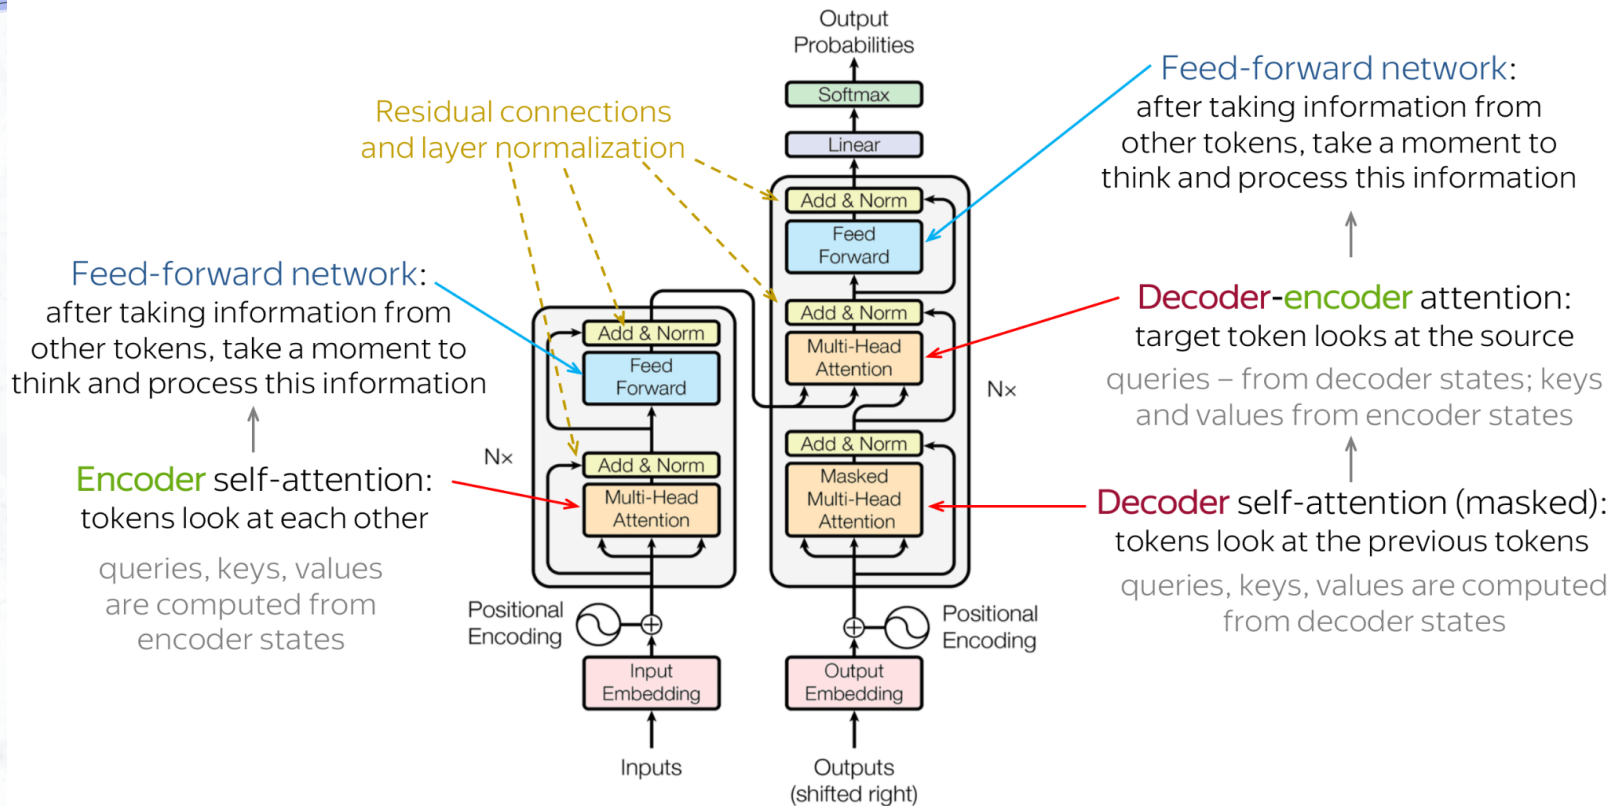 Output
Probabilities
Softmax
Linear
Add & Norm
Feed
Forward
Add & Norm
Multi-Head
Attention
Add & Norm
Masked
Multi-Head
Attention
Nx
Positional
Encoding
Output
Embedding
Outputs
(shifted right)
Residual connections
and layer normalization
Add & Norm
Feed
Forward
Add & Norm
Multi-Head
Attention
Nx
Positional
Encoding
Input
Embedding
Inputs
Feed-forward network:
after taking information from
other tokens, take a moment to
think and process this information
Encoder self-attention:
tokens look at each other
queries, keys, values
are computed from
encoder states
Feed-forward network:
after taking information from
other tokens, take a moment to
think and process this information
Decoder-encoder attention:
target token looks at the source
queries – from decoder states; keys
and values from encoder states
Decoder self-attention (masked):
tokens look at the previous tokens
queries, keys, values are computed
from decoder states